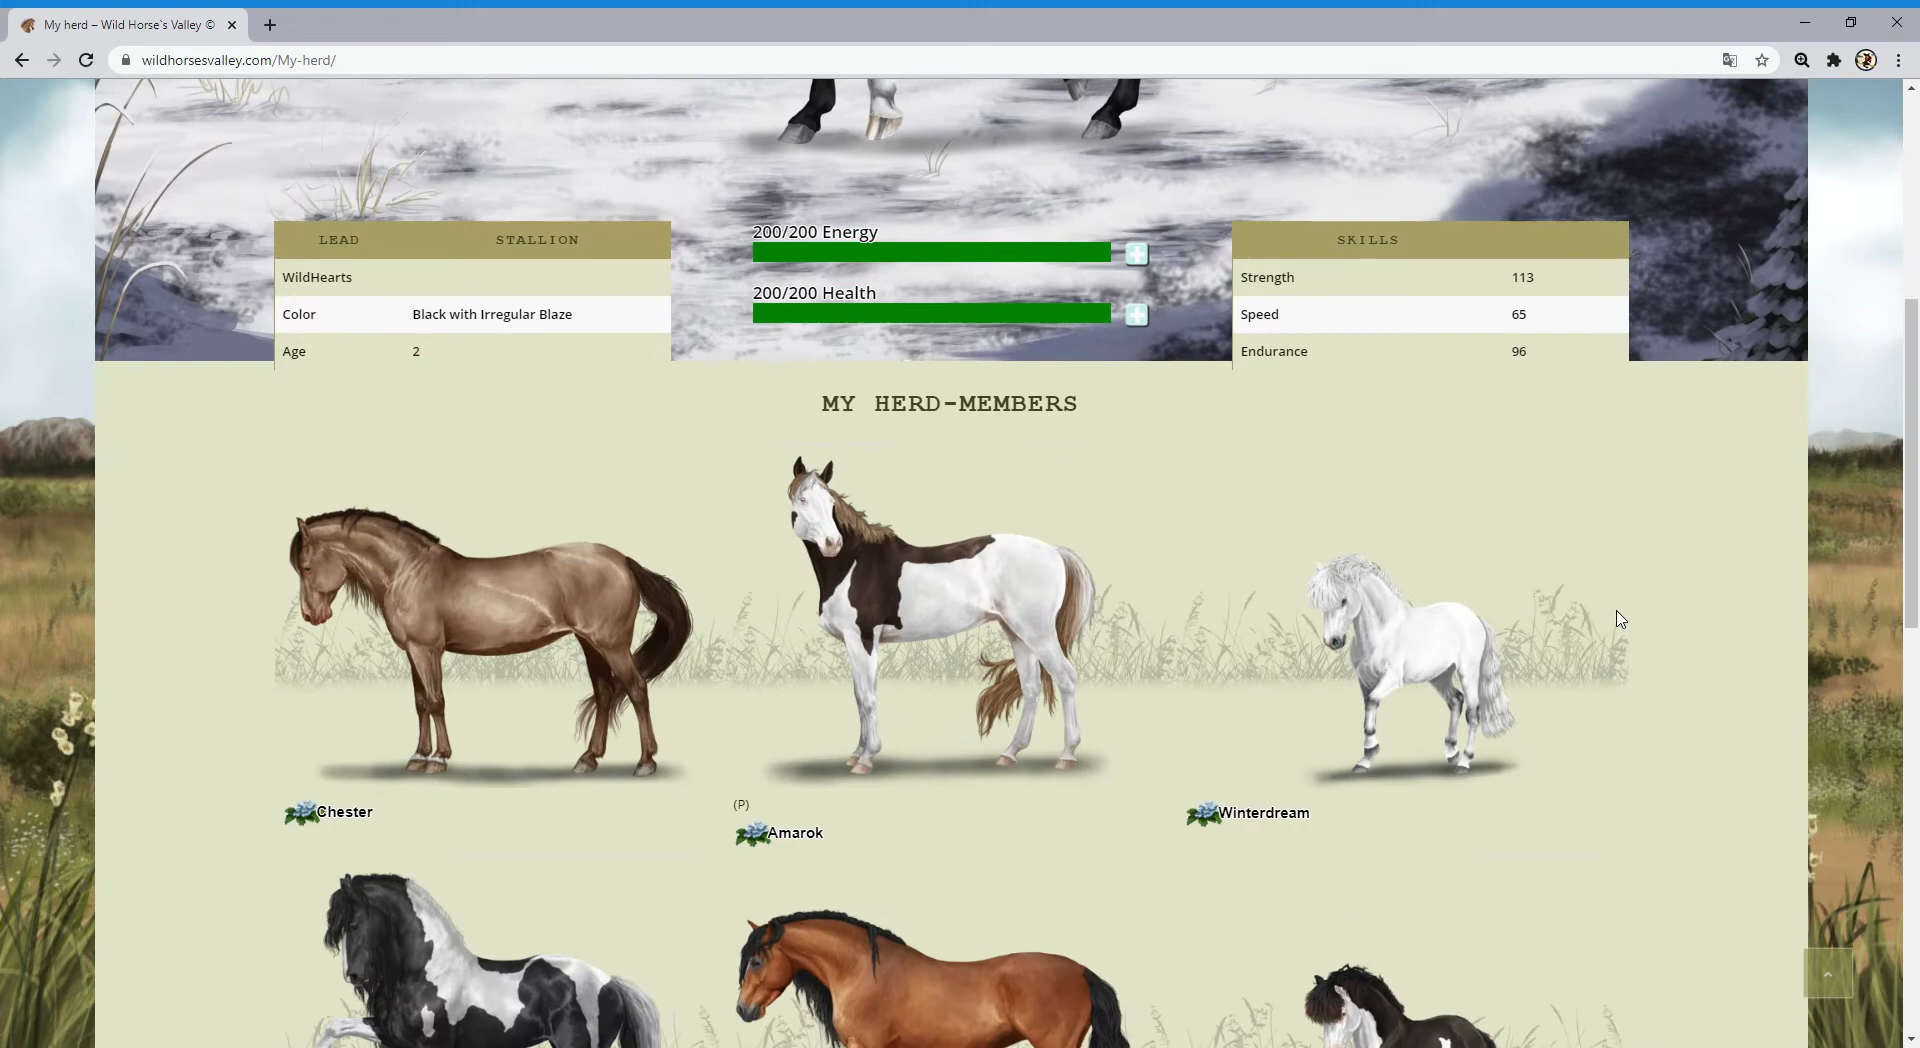 My herd – Wild Horse`s Valley ©
wildhorsesvalley.com/My-herd/
LEAD STALLION
WildHearts
Color Black with Irregular Blaze
Age 2
200/200 Energy
200/200 Health
SKILLS
Strength 113
Speed 65
Endurance 96
MY HERD-MEMBERS
Chester
(P)
Amarok
Winterdream